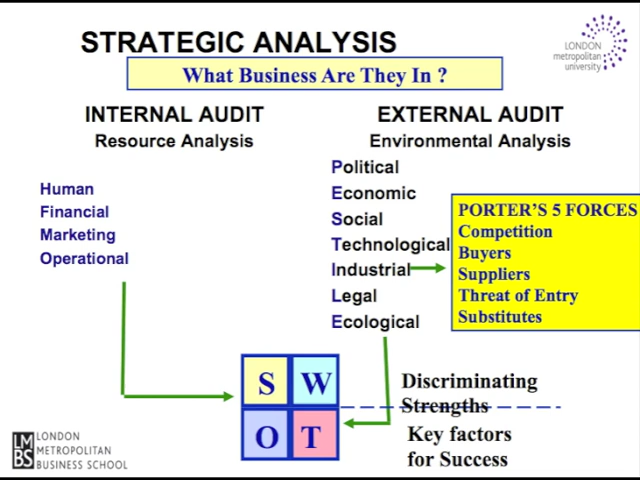 STRATEGIC ANALYSIS
LONDON
metropolitan
university
What Business Are They In ?
INTERNAL AUDIT
Resource Analysis
EXTERNAL AUDIT
Environmental Analysis
Human
Financial
Marketing
Operational
Political
Economic
Social
Technological
Industrial
Legal
Ecological
PORTER'S 5 FORCES
Competition
Buyers
Suppliers
Threat of Entry
Substitutes
S W
O T
Discriminating
Strengths
Key factors
for Success
LM
BS
LONDON
METROPOLITAN
BUSINESS SCHOOL